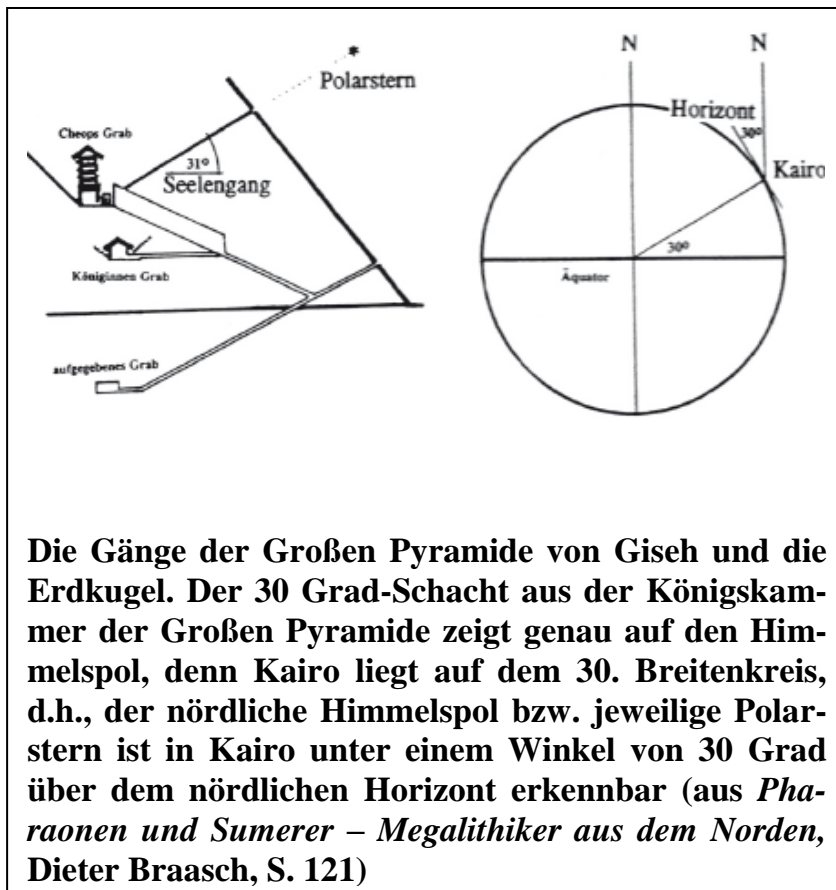 Polarstern
Cheops Grab
31º
Seelengang
Königinnen Grab
aufgegebenes Grab
N N
Horizont
30º
Kairo
30º
Äquator
Die Gänge der Großen Pyramide von Giseh und die
Erdkugel. Der 30 Grad-Schacht aus der Königskam-
mer der Großen Pyramide zeigt genau auf den Him-
melspol, denn Kairo liegt auf dem 30. Breitenkreis,
d.h., der nördliche Himmelspol bzw. jeweilige Polar-
stern ist in Kairo unter einem Winkel von 30 Grad
über dem nördlichen Horizont erkennbar (aus Pha-
raonen und Sumerer – Megalithiker aus dem Norden,
Dieter Braasch, S. 121)